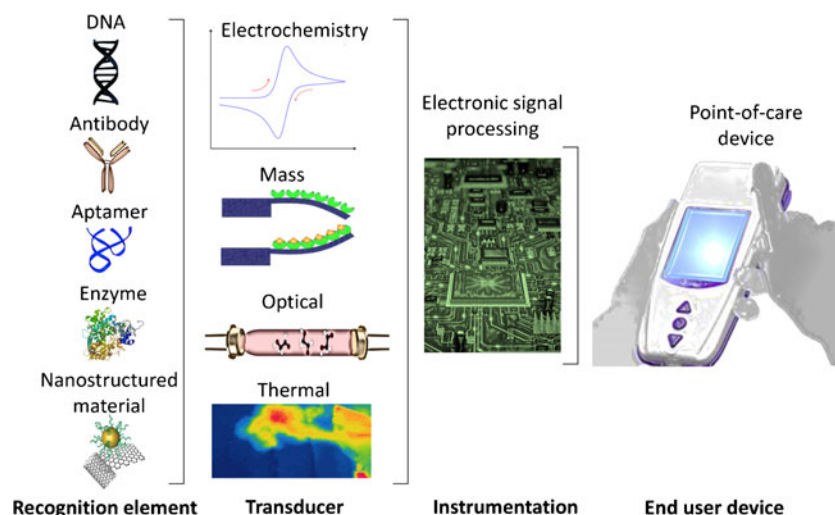 DNA
Antibody
Aptamer
Enzyme
Nanostructured
material
Recognition element
Electrochemistry
Mass
Optical
Thermal
Transducer
Electronic signal
processing
Instrumentation
Point-of-care
device
End user device